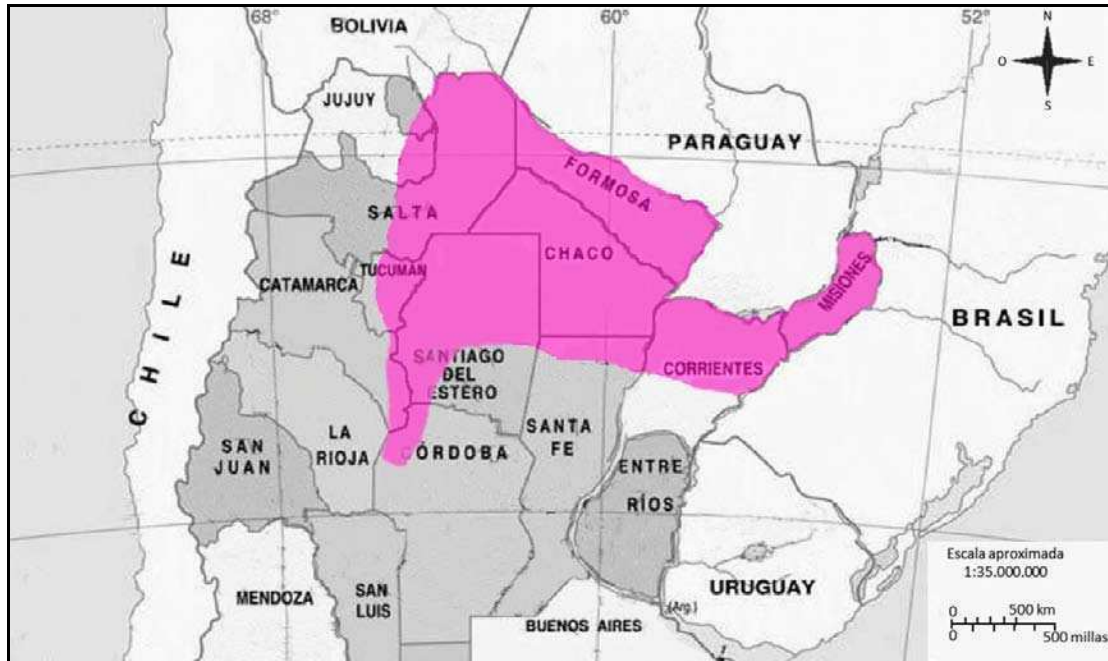 68°
60°
52°
BOLIVIA
N
O
E
S
JUJUY
PARAGUAY
FORMOSA
SALTA
CHACO
TUCUMÁN
CATAMARCA
MISIONES
BRASIL
CHILE
SANTIAGO
DEL
ESTERO
CORRIENTES
SAN
JUAN
LA
RIOJA
CÓRDOBA
SANTA
FE
ENTRE
RÍOS
MENDOZA
SAN
LUIS
BUENOS AIRES
(Arg.)
URUGUAY
Escala aproximada
1:35.000.000
0 500 km
0 500 millas